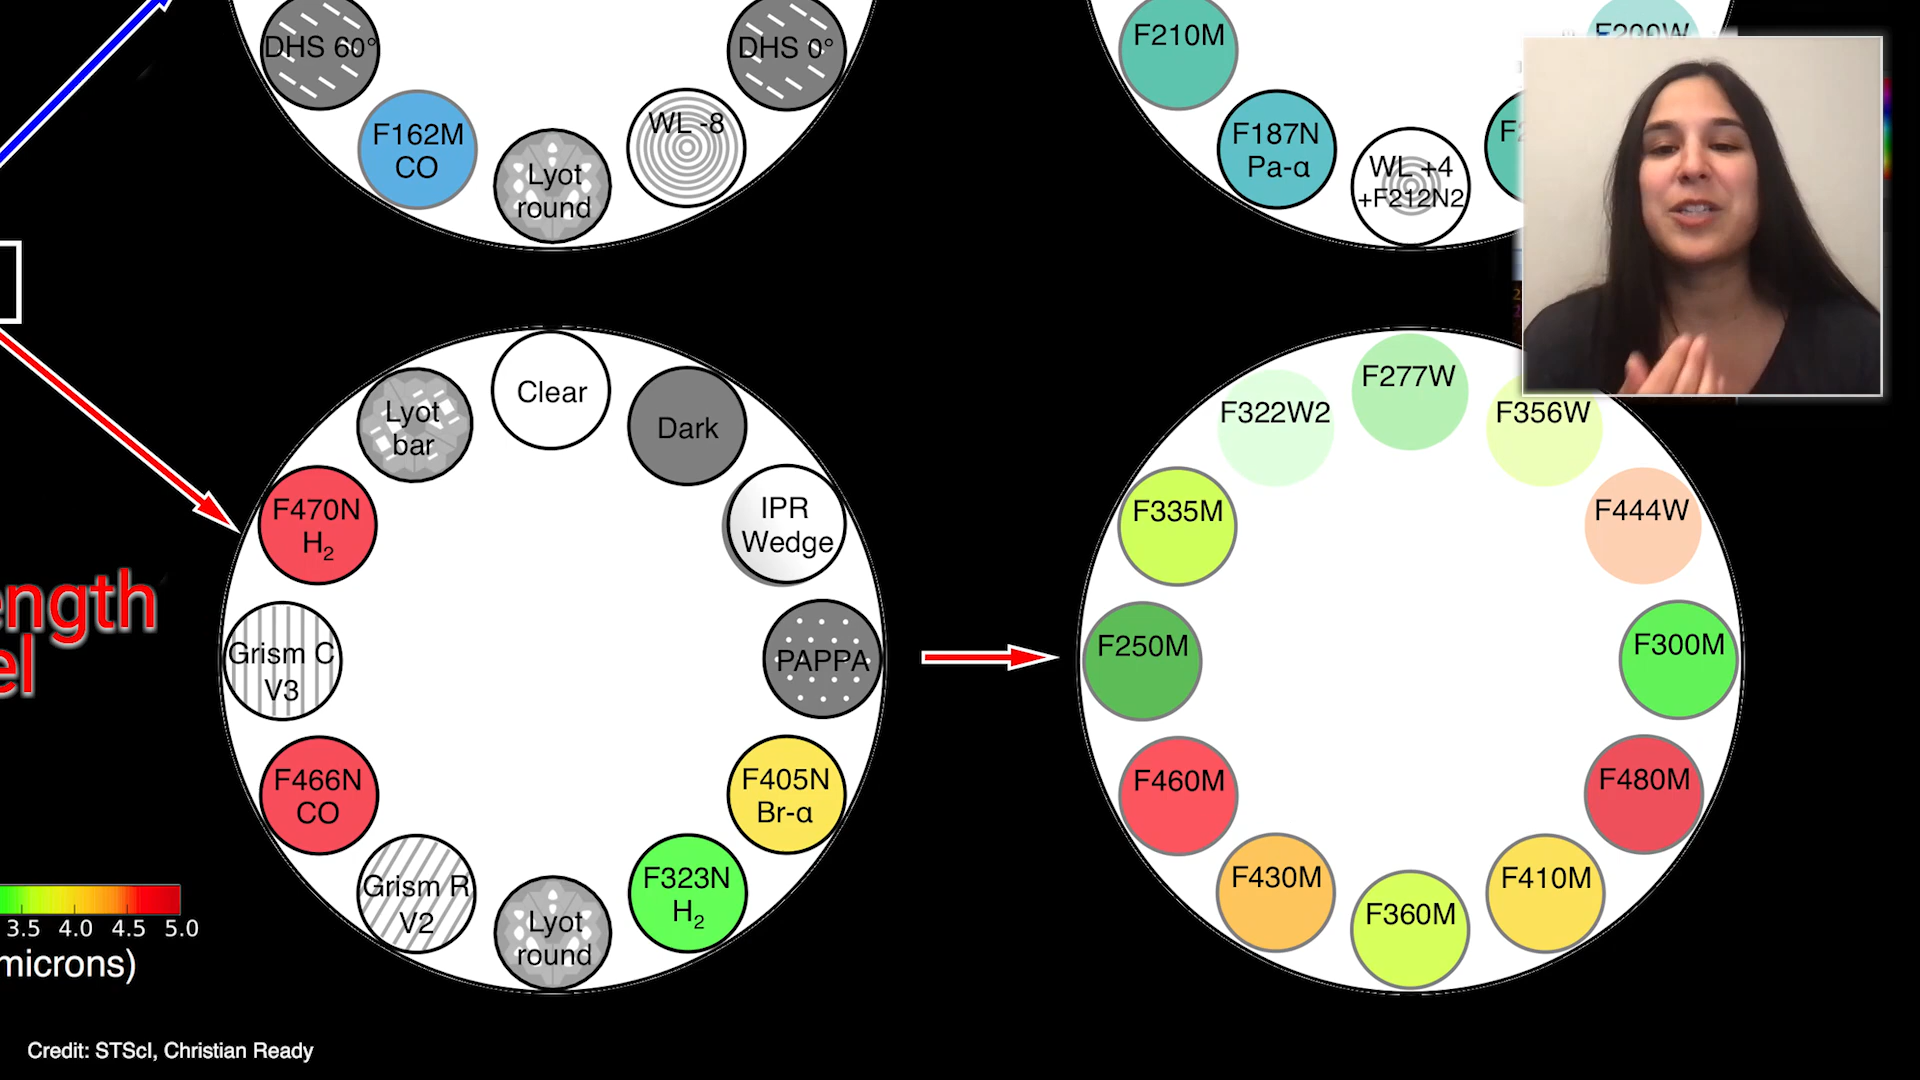 DHS 60°
DHS 0°
F162M
CO
WL -8
Lyot
round
F210M
F200W
F187N
Pa-α
WL +4
+F212N2
Clear
Lyot
bar
Dark
F470N
H₂
IPR
Wedge
Grism C
V3
PAPPA
F466N
CO
F405N
Br-α
Grism R
V2
F323N
H₂
Lyot
round
F277W
F322W2
F356W
F335M
F444W
F250M
F300M
F460M
F480M
F430M
F410M
F360M
3.5 4.0 4.5 5.0
microns)
Credit: STScI, Christian Ready